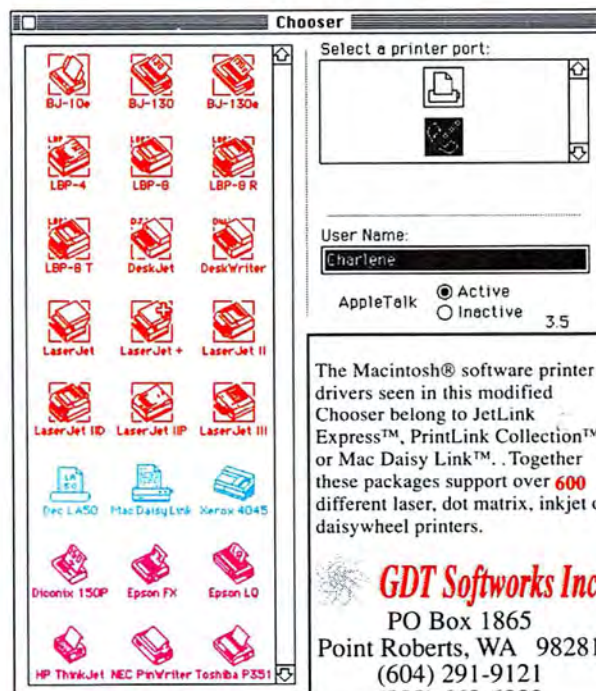 Chooser
BJ-10e BJ-130 BJ-130e
LBP-4 LBP-8 LBP-8 R
LBP-8 T DeskJet DeskWriter
LaserJet LaserJet + LaserJet II
LaserJet IID LaserJet IIP LaserJet III
Dec LA50 MacDaisyLink Xerox 4045
Diconix 150P Epson FX Epson LQ
HP ThinkJet NEC PinWriter Toshiba P351
Select a printer port:
User Name:
Charlene
AppleTalk
Active
Inactive
3.5
The Macintosh® software printer
drivers seen in this modified
Chooser belong to JetLink
Express™, PrintLink Collection™
or Mac Daisy Link™. . Together
these packages support over 600
different laser, dot matrix, inkjet
daisywheel printers.
GDT Softworks Inc
PO Box 1865
Point Roberts, WA 98281
(604) 291-9121